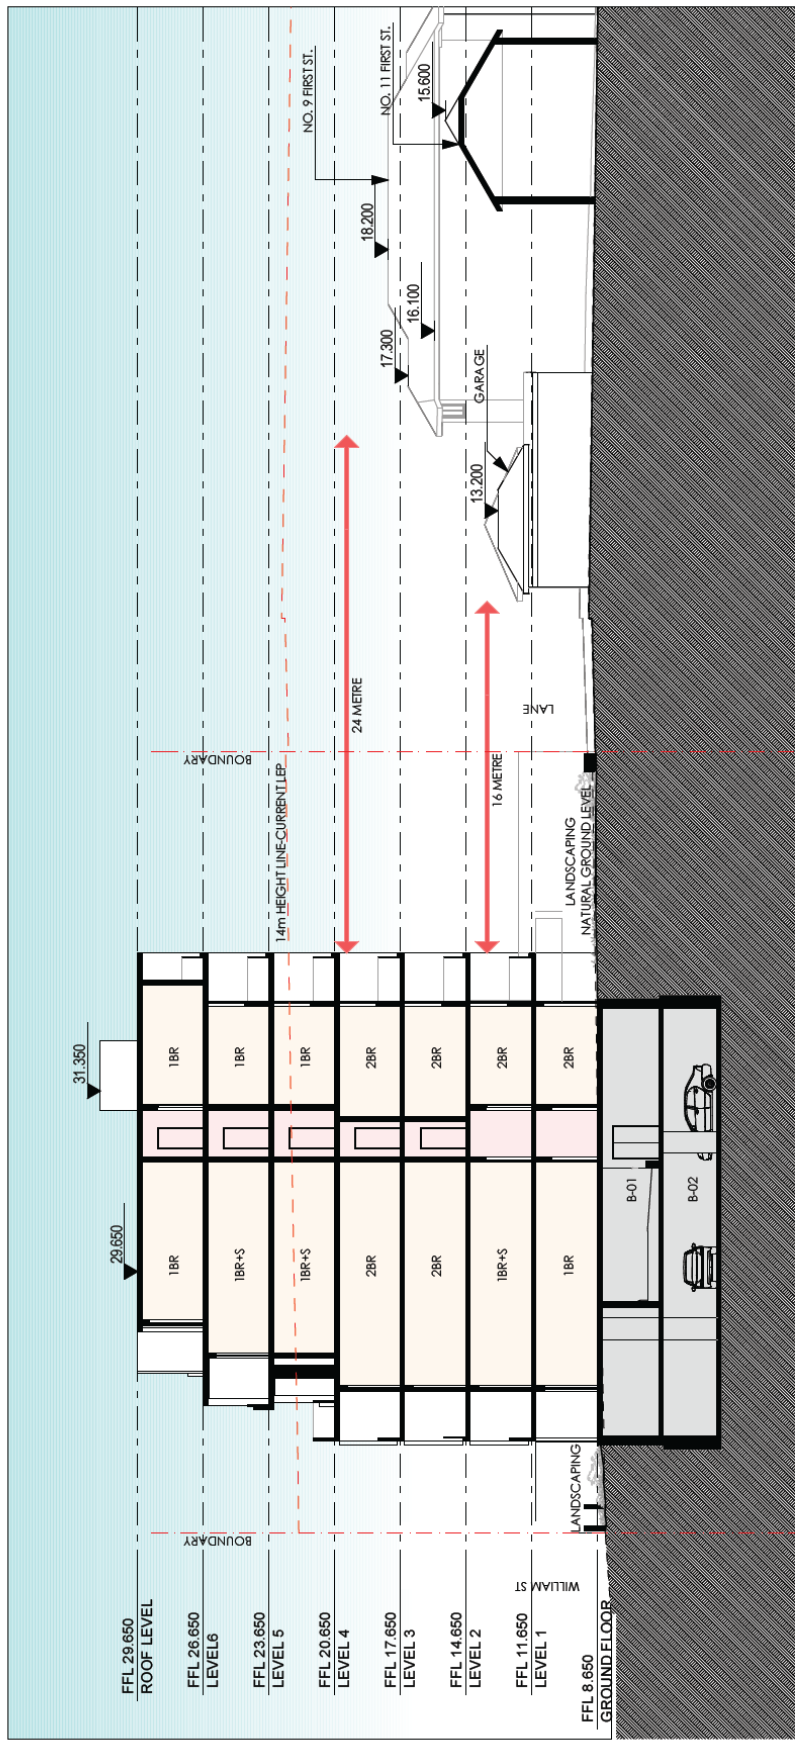 FFL 29.650
ROOF LEVEL
FFL 26.650
LEVEL6
FFL 23.650
LEVEL 5
FFL 20.650
LEVEL 4
FFL 17.650
LEVEL 3
FFL 14.650
LEVEL 2
FFL 11.650
LEVEL 1
FFL 8.650
GROUND FLOOR
WILLIAM ST
BOUNDARY
LANDSCAPING
29.650
31.350
1BR
1BR
1BR+S
1BR
1BR+S
1BR
2BR
2BR
2BR
2BR
1BR+S
2BR
1BR
2BR
B-01
B-02
14m HEIGHT LINE-CURRENT LEP
BOUNDARY
24 METRE
16 METRE
LANDSCAPING
NATURAL GROUND LEVEL
LANE
13.200
GARAGE
17.300
16.100
18.200
NO. 9 FIRST ST.
NO. 11 FIRST ST.
15.600